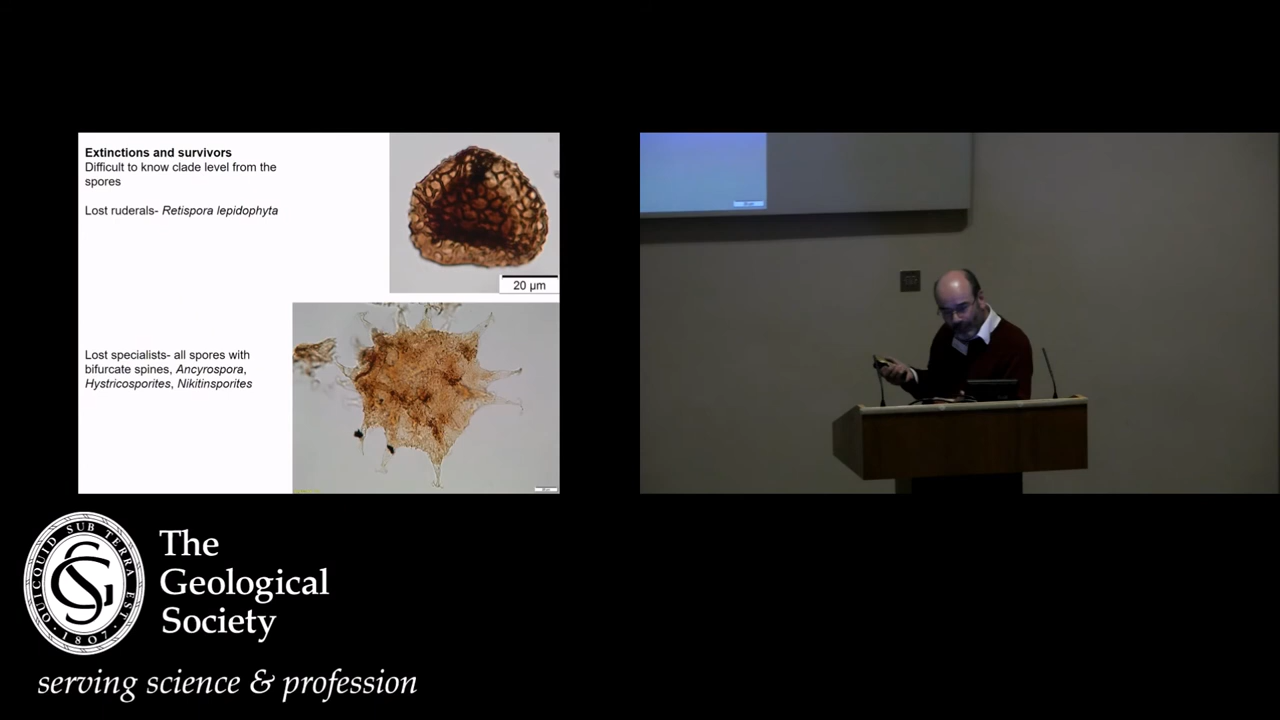 Extinctions and survivors
Difficult to know clade level from the
spores
Lost ruderals- Retispora lepidophyta
20 µm
Lost specialists- all spores with
bifurcate spines, Ancyrospora,
Hystricosporites, Nikitinsporites
QUICQUID SUB TERRA EST
· 1807 ·
The
Geological
Society
serving science & profession